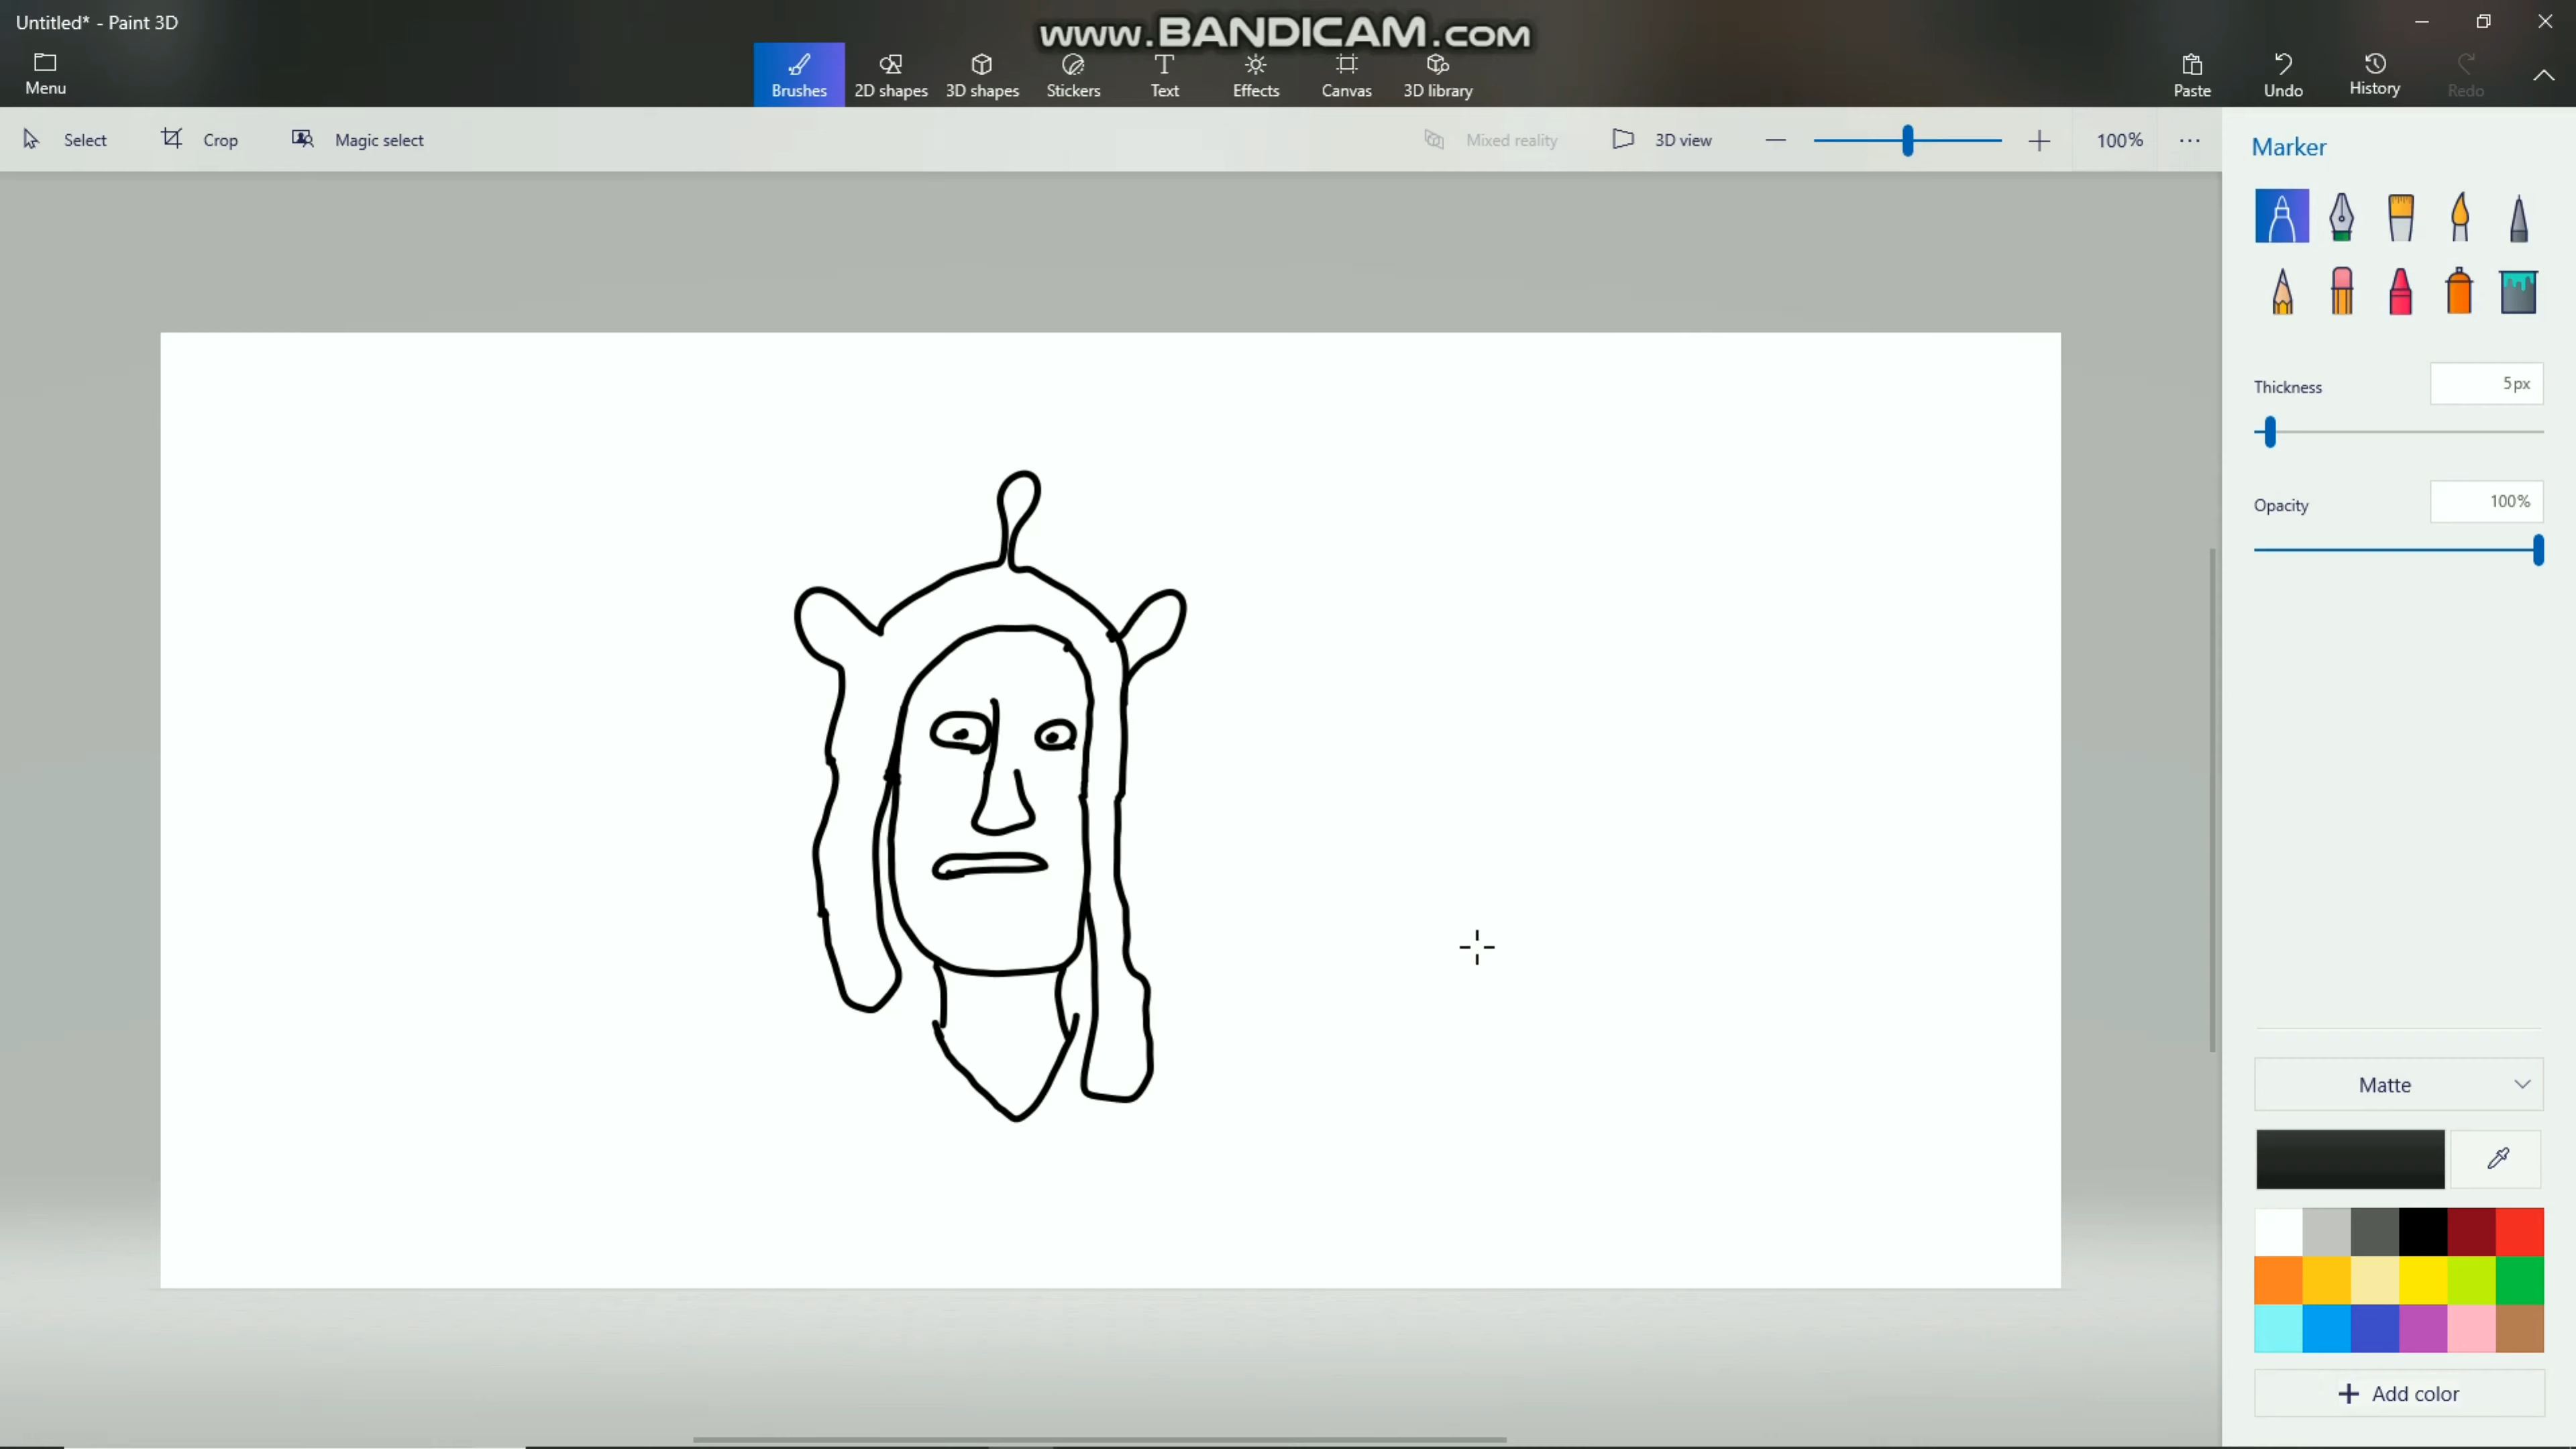 Untitled* - Paint 3D
www.BANDICAM.com
Menu
Brushes
2D shapes
3D shapes
Stickers
Text
Effects
Canvas
3D library
Paste
Undo
History
Redo
Select
Crop
Magic select
Mixed reality
3D view
100%
Marker
Thickness
5px
Opacity
100%
Matte
Add color